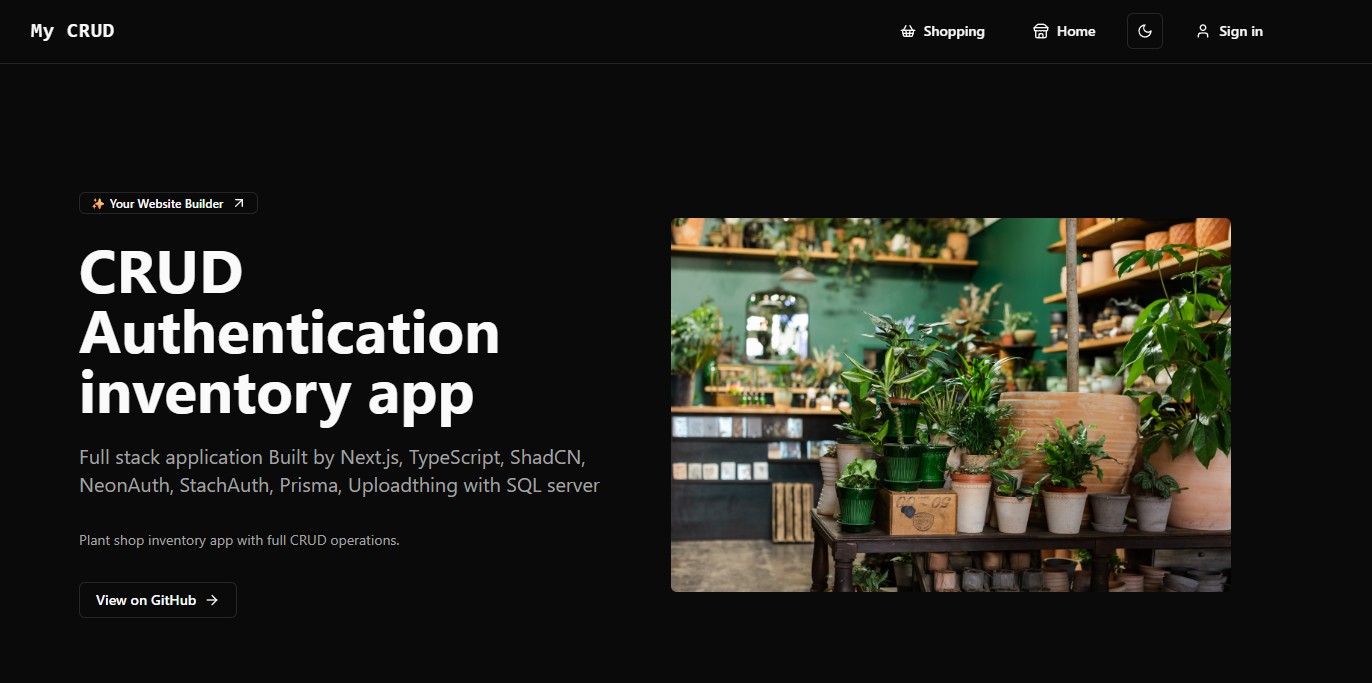 My CRUD
Shopping
Home
Sign in
✨ Your Website Builder
CRUD
Authentication
inventory app
Full stack application Built by Next.js, TypeScript, ShadCN,
NeonAuth, StachAuth, Prisma, Uploadthing with SQL server
Plant shop inventory app with full CRUD operations.
View on GitHub